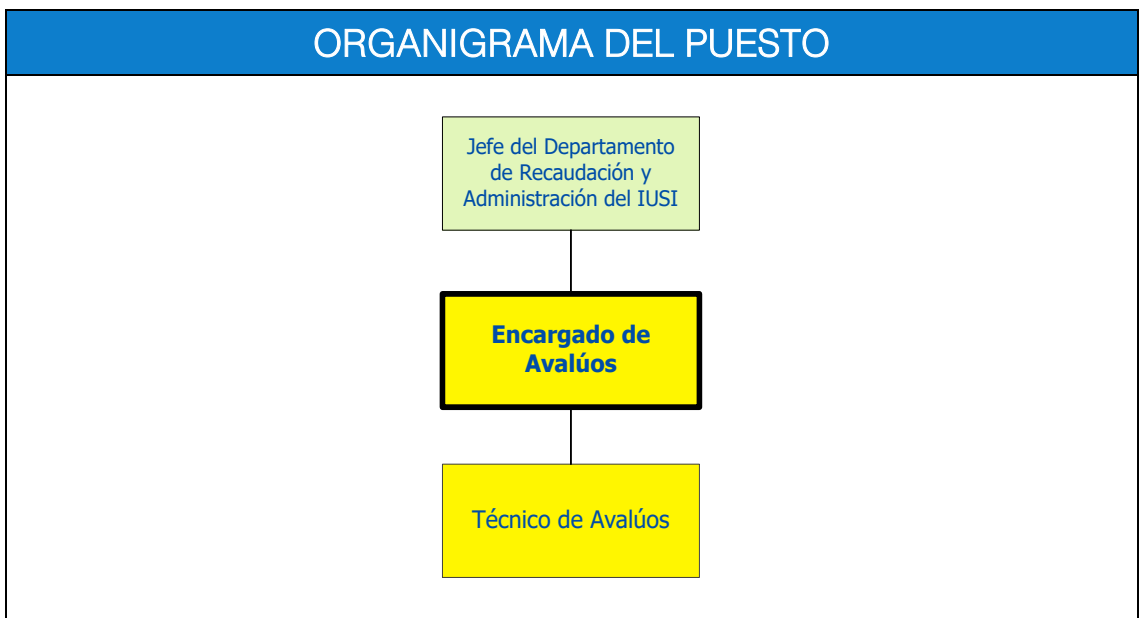 ORGANIGRAMA DEL PUESTO
Jefe del Departamento
de Recaudación y
Administración del IUSI
Encargado de
Avalúos
Técnico de Avalúos